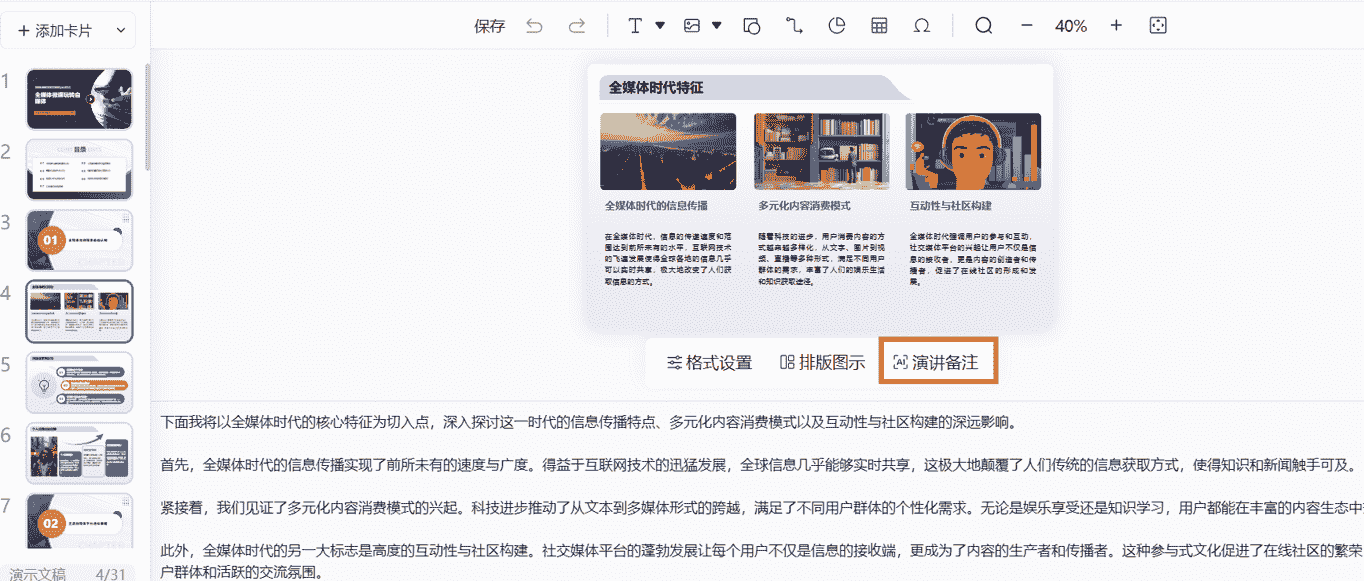 + 添加卡片
保存
40%
1
2
目录
3
01
4
5
6
7
02
演示文稿 4/31
全媒体时代特征
全媒体时代的信息传播
多元化内容消费模式
互动性与社区构建
在全媒体时代，信息的传递速度和范
围达到前所未有的水平，互联网技术
的飞速发展使得全球各地的信息几乎
可以实时共享，极大地改变了人们获
取信息的方式。
随着科技的进步，用户消费内容的方
式越来越多样化，从文字、图片到视
频、直播等多种形式，满足不同用户
群体的需求，丰富了人们的娱乐生活
和知识获取途径。
全媒体时代强调用户的参与和互动，
社交媒体平台的兴起让用户不仅是信
息的接收者，更是内容的创造者和传
播者，促进了在线社区的形成和发
展。
格式设置
排版图示
AI 演讲备注
下面我将以全媒体时代的核心特征为切入点，深入探讨这一时代的信息传播特点、多元化内容消费模式以及互动性与社区构建的深远影响。
首先，全媒体时代的信息传播实现了前所未有的速度与广度。得益于互联网技术的迅猛发展，全球信息几乎能够实时共享，这极大地颠覆了人们传统的信息获取方式，使得知识和新闻触手可及。
紧接着，我们见证了多元化内容消费模式的兴起。科技进步推动了从文本到多媒体形式的跨越，满足了不同用户群体的个性化需求。无论是娱乐享受还是知识学习，用户都能在丰富的内容生态中
此外，全媒体时代的另一大标志是高度的互动性与社区构建。社交媒体平台的蓬勃发展让每个用户不仅是信息的接收端，更成为了内容的生产者和传播者。这种参与式文化促进了在线社区的繁荣
户群体和活跃的交流氛围。